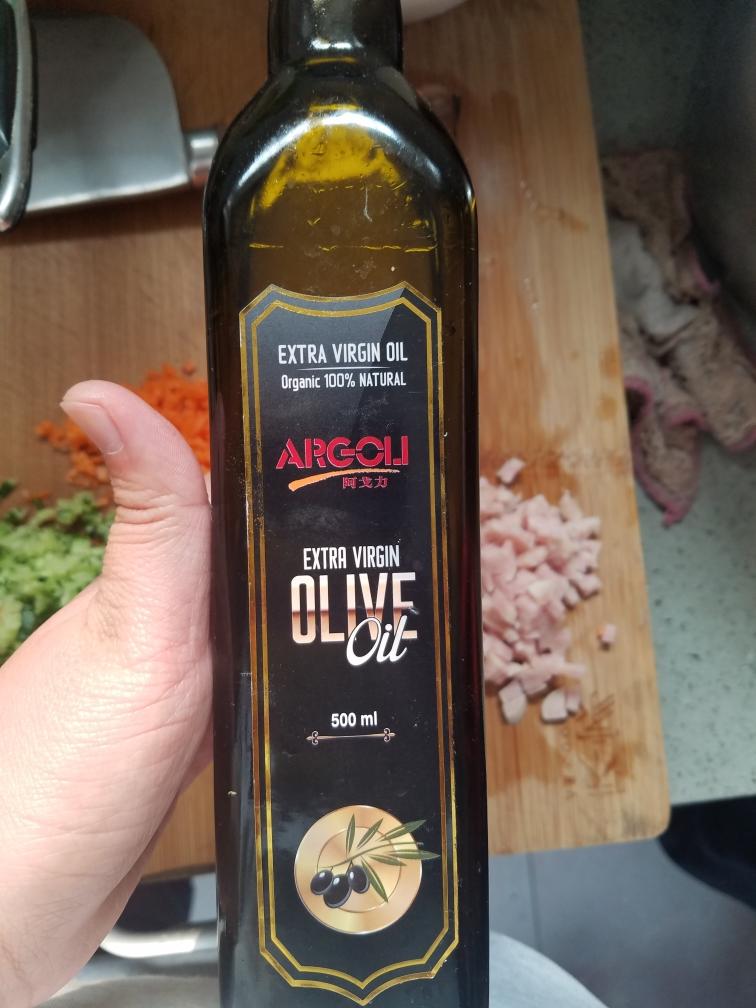 EXTRA VIRGIN OIL
Organic 100% NATURAL
ARGOLI
阿戈力
EXTRA VIRGIN
OLIVE
Oil
500 ml